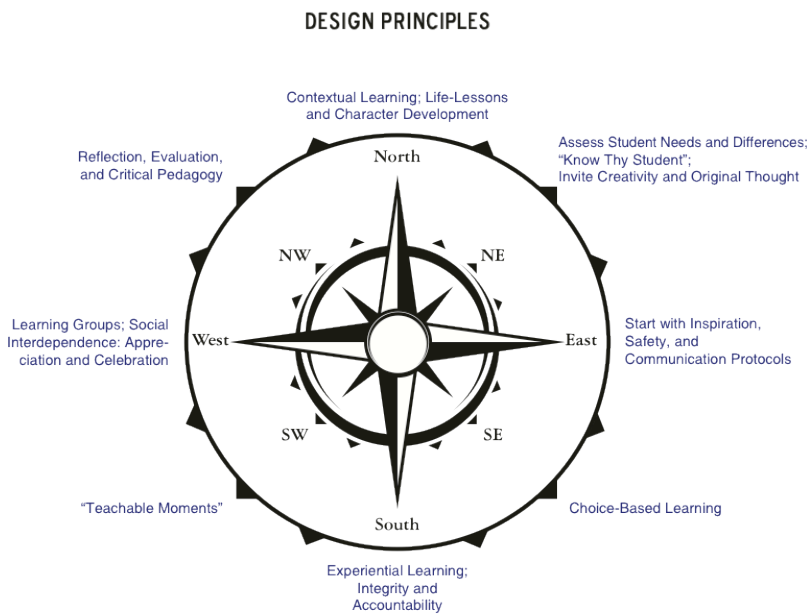 DESIGN PRINCIPLES
Contextual Learning; Life-Lessons
and Character Development
North
Assess Student Needs and Differences;
“Know Thy Student”;
Invite Creativity and Original Thought
Reflection, Evaluation,
and Critical Pedagogy
NW
NE
Learning Groups; Social
Interdependence: Appre-
ciation and Celebration
West
East
Start with Inspiration,
Safety, and
Communication Protocols
SW
SE
“Teachable Moments”
Choice-Based Learning
South
Experiential Learning;
Integrity and
Accountability